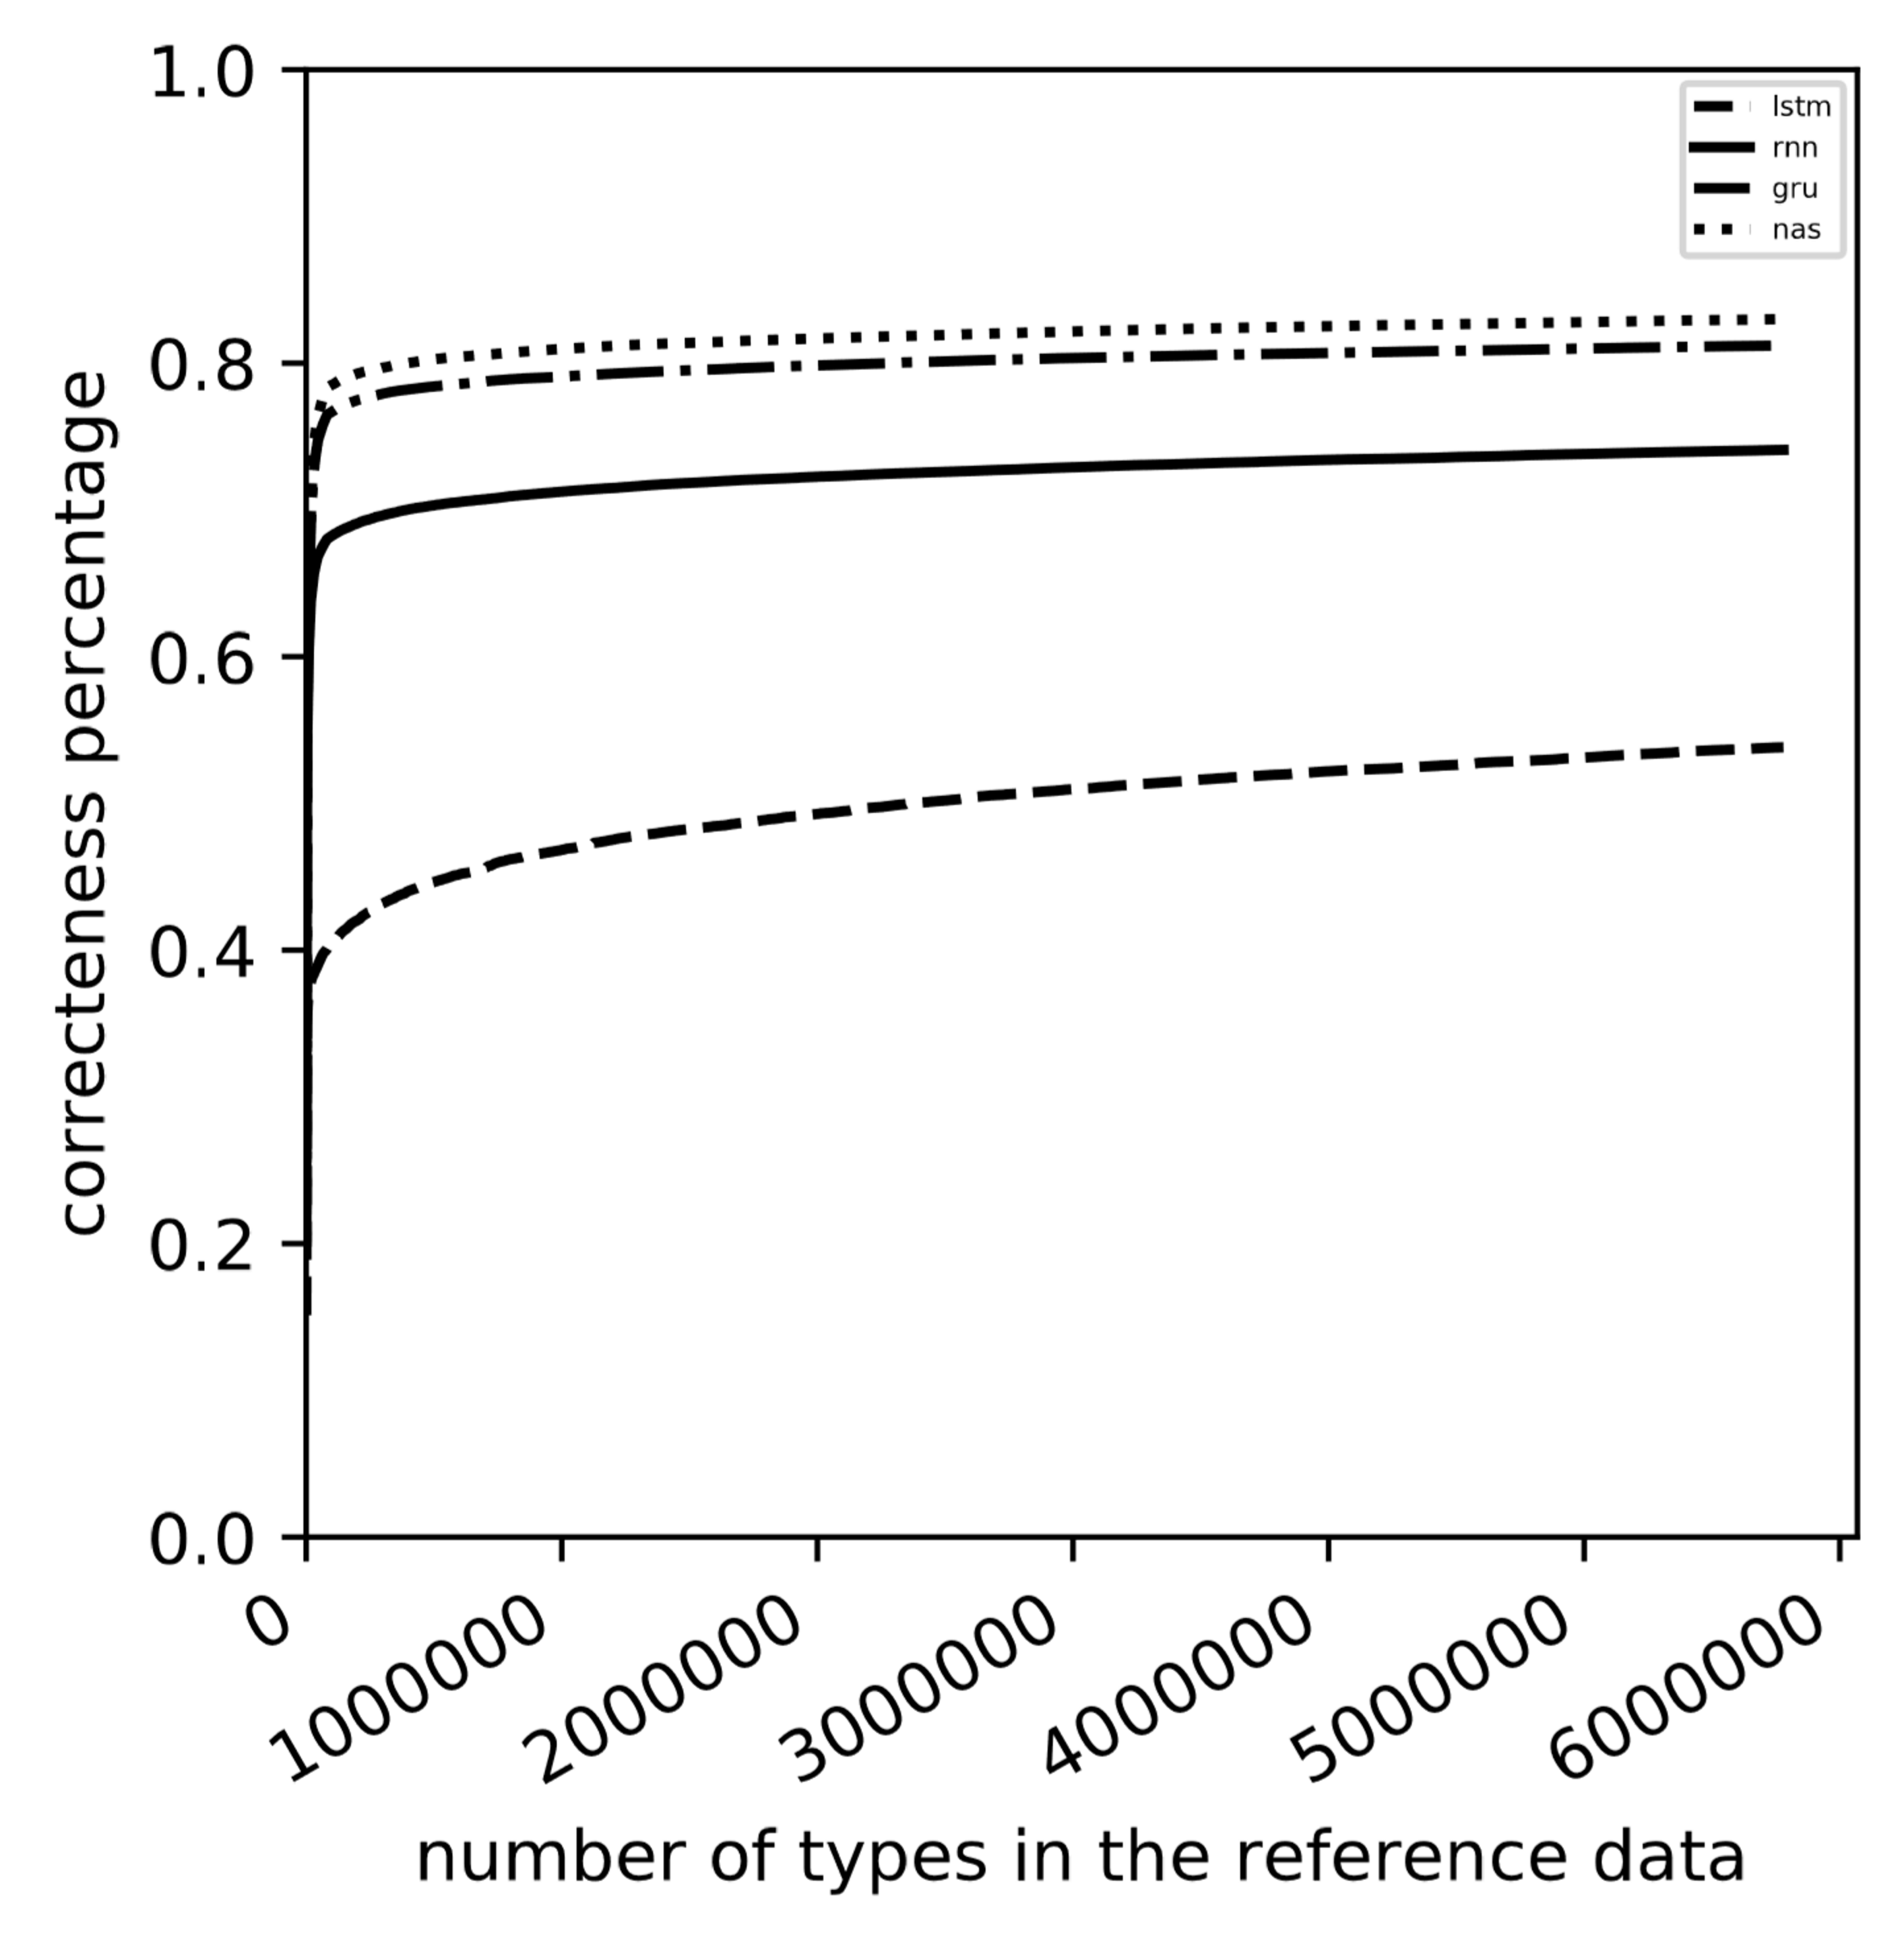 1.0
0.8
0.6
0.4
0.2
0.0
correcteness percentage
lstm
rnn
gru
nas
0
1000000
2000000
3000000
4000000
5000000
6000000
number of types in the reference data